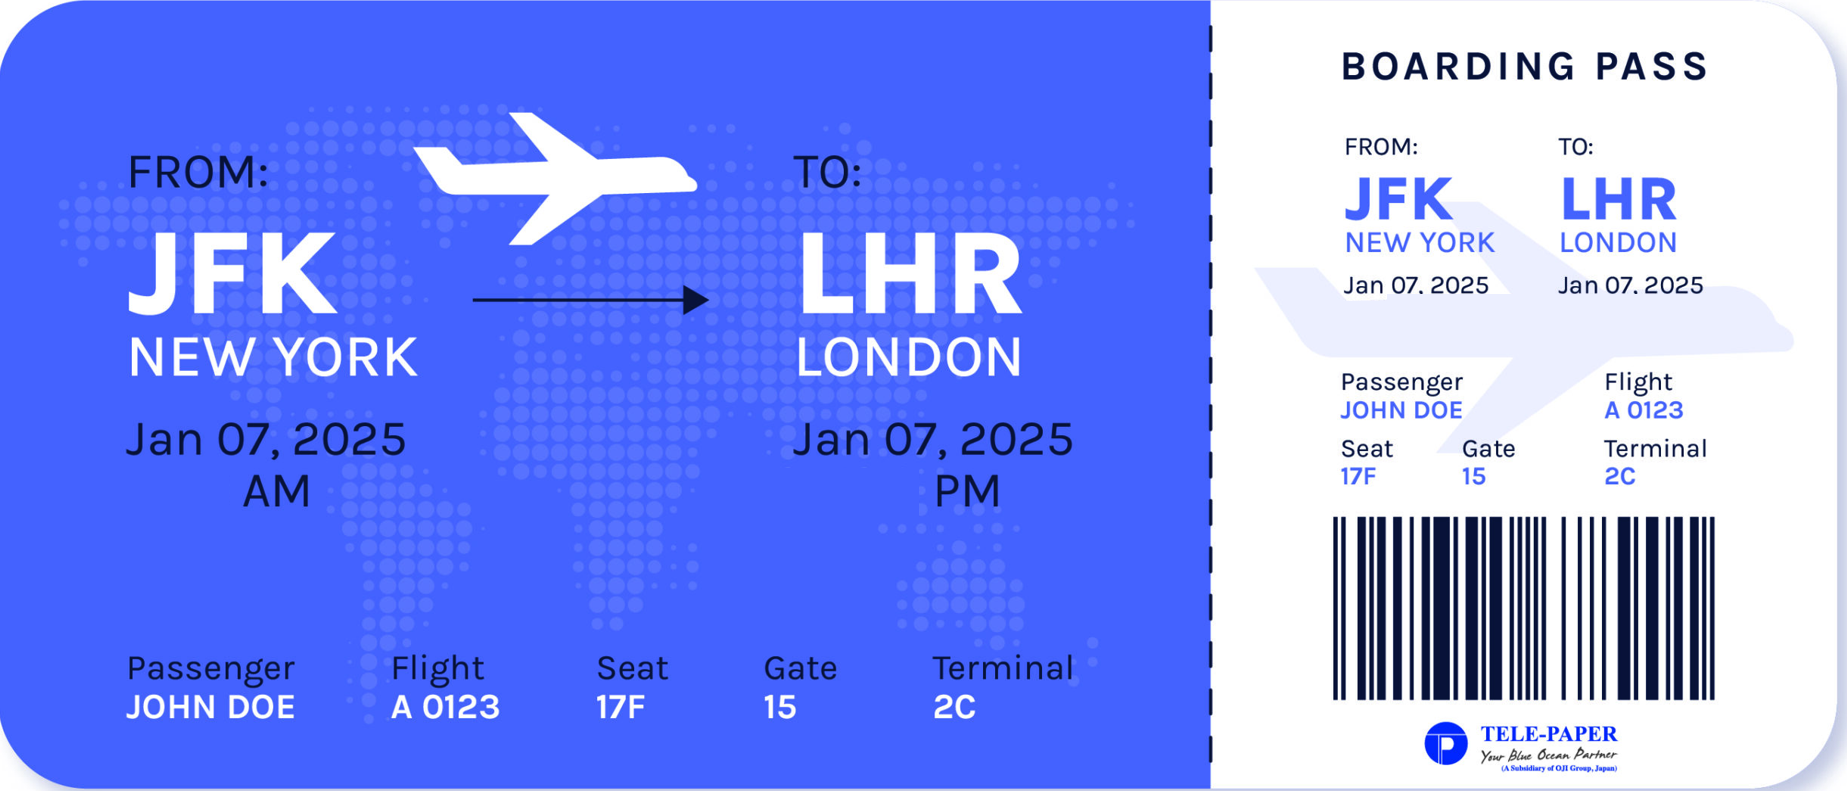 FROM:
JFK
NEW YORK
Jan 07, 2025
AM
TO:
LHR
LONDON
Jan 07, 2025
PM
Passenger
JOHN DOE
Flight
A 0123
Seat
17F
Gate
15
Terminal
2C
BOARDING PASS
FROM:
JFK
NEW YORK
Jan 07, 2025
TO:
LHR
LONDON
Jan 07, 2025
Passenger
JOHN DOE
Flight
A 0123
Seat
17F
Gate
15
Terminal
2C
TELE-PAPER
Your Blue Ocean Partner
(A Subsidiary of OJI Group, Japan)